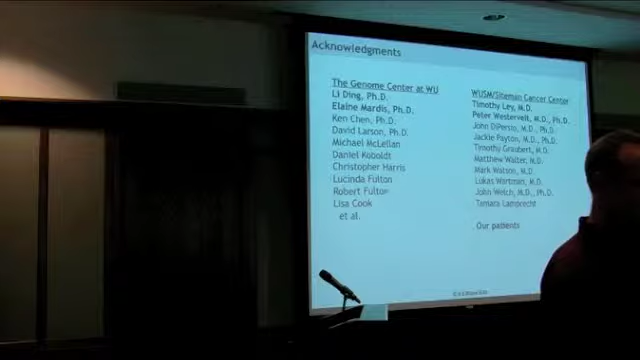 Acknowledgments
The Genome Center at WU
Li Ding, Ph.D.
Elaine Mardis, Ph.D.
Ken Chen, Ph.D.
David Larson, Ph.D.
Michael McLellan
Daniel Koboldt
Christopher Harris
Lucinda Fulton
Robert Fulton
Lisa Cook
et al.
WUSM/Siteman Cancer Center
Timothy Ley, M.D.
Peter Westervelt, M.D., Ph.D.
John DiPersio, M.D., Ph.D.
Jackie Payton, M.D., Ph.D.
Timothy Graubert, M.D.
Matthew Walter, M.D.
Mark Watson, M.D.
Lukas Wartman, M.D.
John Welch, M.D., Ph.D.
Tamara Lamprecht
Our patients